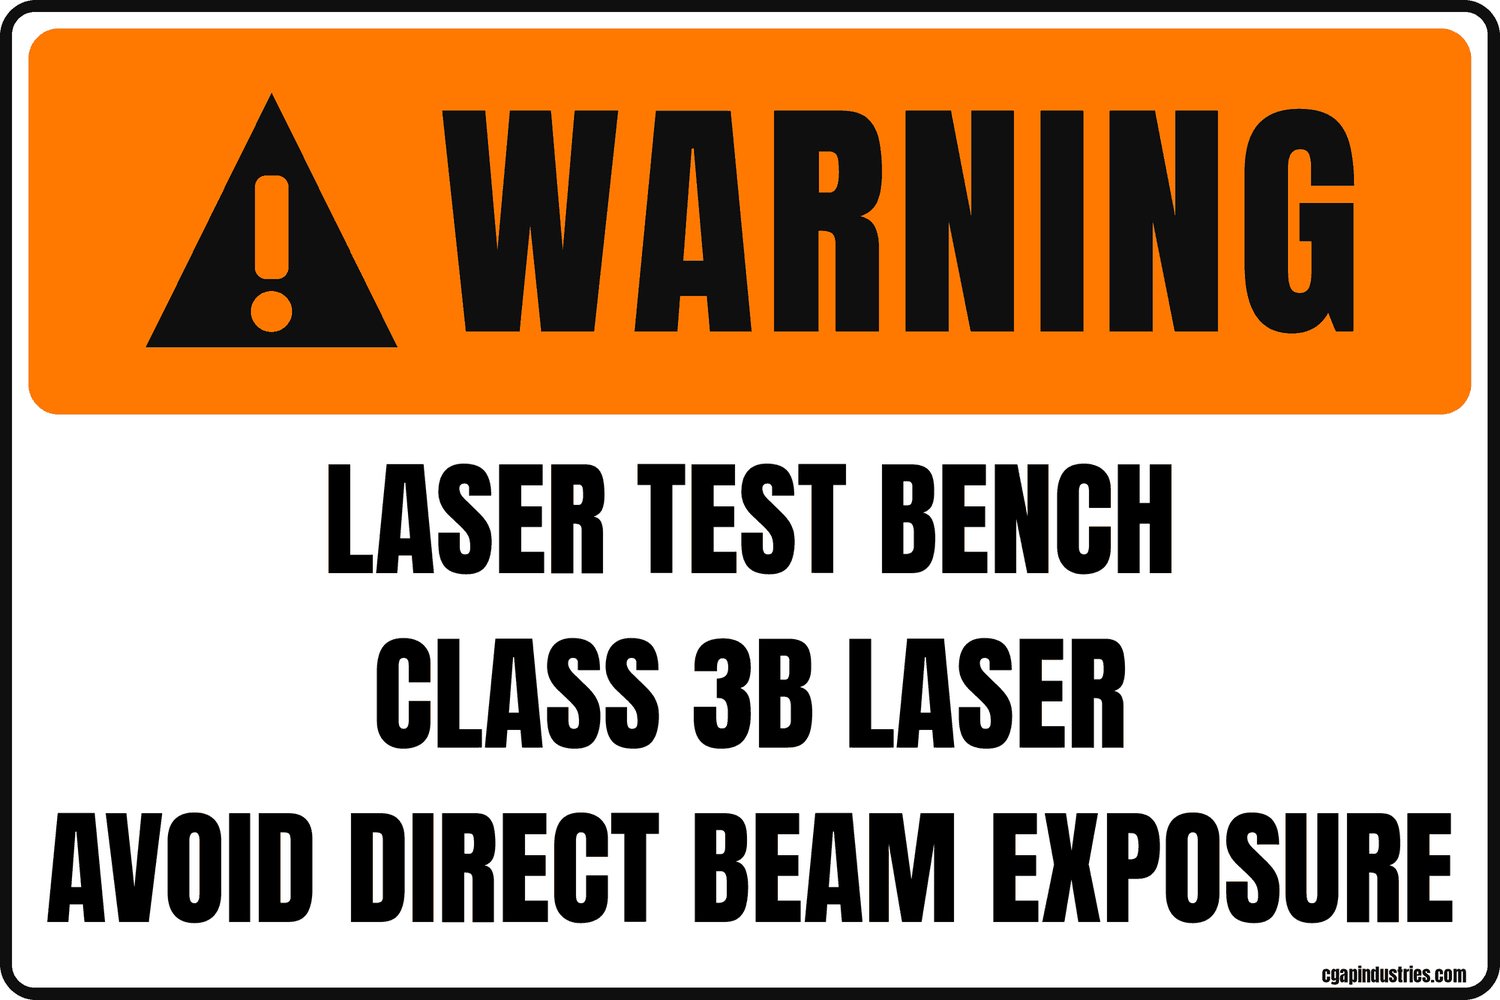 WARNING
LASER TEST BENCH
CLASS 3B LASER
AVOID DIRECT BEAM EXPOSURE
cgapindustries.com